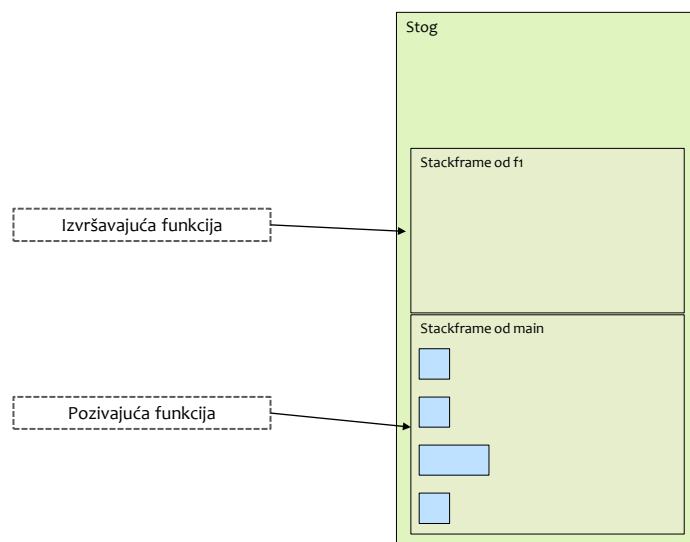 Stog
Stackframe od f1
Izvršavajuća funkcija
Stackframe od main
Pozivajuća funkcija